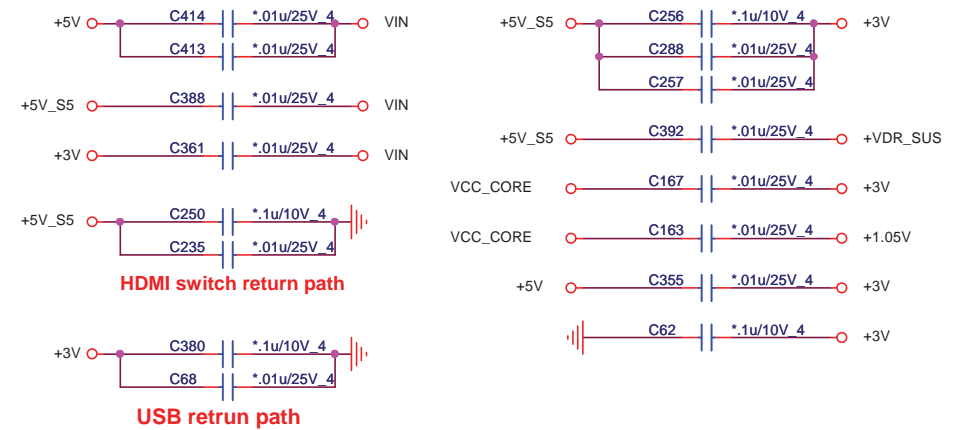 +5V C414 *.01u/25V_4 VIN
C413 *.01u/25V_4
+5V_S5 C388 *.01u/25V_4 VIN
+3V C361 *.01u/25V_4 VIN
+5V_S5 C250 *.1u/10V_4
C235 *.01u/25V_4
HDMI switch return path
+3V C380 *.1u/10V_4
C68 *.01u/25V_4
USB retrun path
+5V_S5 C256 *.1u/10V_4 +3V
C288 *.01u/25V_4
C257 *.01u/25V_4
+5V_S5 C392 *.01u/25V_4 +VDR_SUS
VCC_CORE C167 *.01u/25V_4 +3V
VCC_CORE C163 *.01u/25V_4 +1.05V
+5V C355 *.01u/25V_4 +3V
C62 *.1u/10V_4 +3V